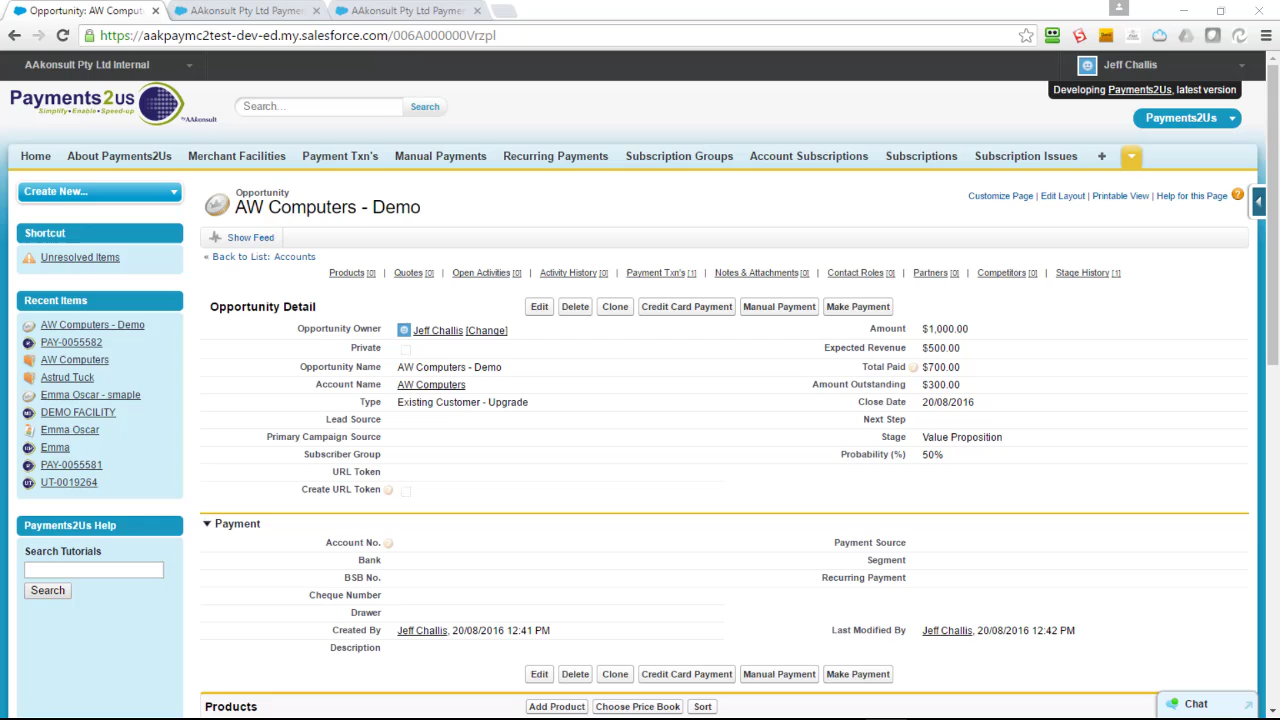 Opportunity: AW Comput
AAkonsult Pty Ltd Payment
AAkonsult Pty Ltd Payment
https://aakpaymc2test-dev-ed.my.salesforce.com/006A000000Vrzpl
AAkonsult Pty Ltd Internal
Jeff Challis
Payments2us
Simplify • Enable • Speed-up
by AAkonsult
Search...
Search
Developing Payments2Us, latest version
Payments2Us
Home
About Payments2Us
Merchant Facilities
Payment Txn's
Manual Payments
Recurring Payments
Subscription Groups
Account Subscriptions
Subscriptions
Subscription Issues
+
Create New...
Shortcut
Unresolved Items
Recent Items
AW Computers - Demo
PAY-0055582
AW Computers
Astrud Tuck
Emma Oscar - smaple
DEMO FACILITY
Emma Oscar
Emma
PAY-0055581
UT-0019264
Payments2Us Help
Search Tutorials
Search
Opportunity
AW Computers - Demo
Customize Page | Edit Layout | Printable View | Help for this Page
Show Feed
« Back to List: Accounts
Products [0] | Quotes [0] | Open Activities [0] | Activity History [0] | Payment Txn's [1] | Notes & Attachments [0] | Contact Roles [0] | Partners [0] | Competitors [0] | Stage History [1]
Opportunity Detail
Edit Delete Clone Credit Card Payment Manual Payment Make Payment
Opportunity Owner Jeff Challis [Change]
Amount $1,000.00
Private
Expected Revenue $500.00
Opportunity Name AW Computers - Demo
Total Paid $700.00
Account Name AW Computers
Amount Outstanding $300.00
Type Existing Customer - Upgrade
Close Date 20/08/2016
Lead Source
Next Step
Primary Campaign Source
Stage Value Proposition
Subscriber Group
Probability (%) 50%
URL Token
Create URL Token
Payment
Account No.
Payment Source
Bank
Segment
BSB No.
Recurring Payment
Cheque Number
Drawer
Created By Jeff Challis, 20/08/2016 12:41 PM
Last Modified By Jeff Challis, 20/08/2016 12:42 PM
Description
Edit Delete Clone Credit Card Payment Manual Payment Make Payment
Products
Add Product Choose Price Book Sort
Chat